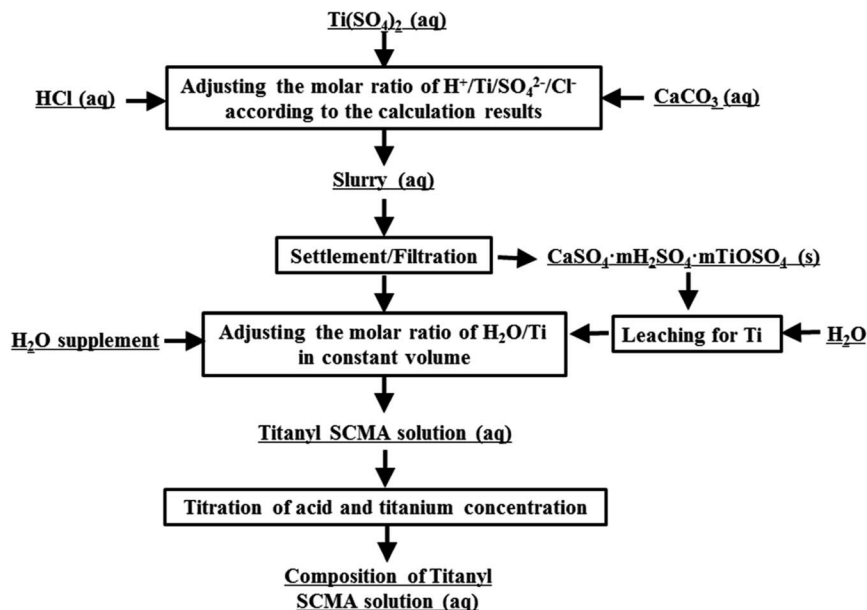 Ti(SO₄)₂ (aq)
HCl (aq)
Adjusting the molar ratio of H⁺/Ti/SO₄²⁻/Cl⁻
according to the calculation results
CaCO₃ (aq)
Slurry (aq)
Settlement/Filtration
CaSO₄·mH₂SO₄·mTiOSO₄ (s)
H₂O supplement
Adjusting the molar ratio of H₂O/Ti
in constant volume
Leaching for Ti
H₂O
Titanyl SCMA solution (aq)
Titration of acid and titanium concentration
Composition of Titanyl
SCMA solution (aq)